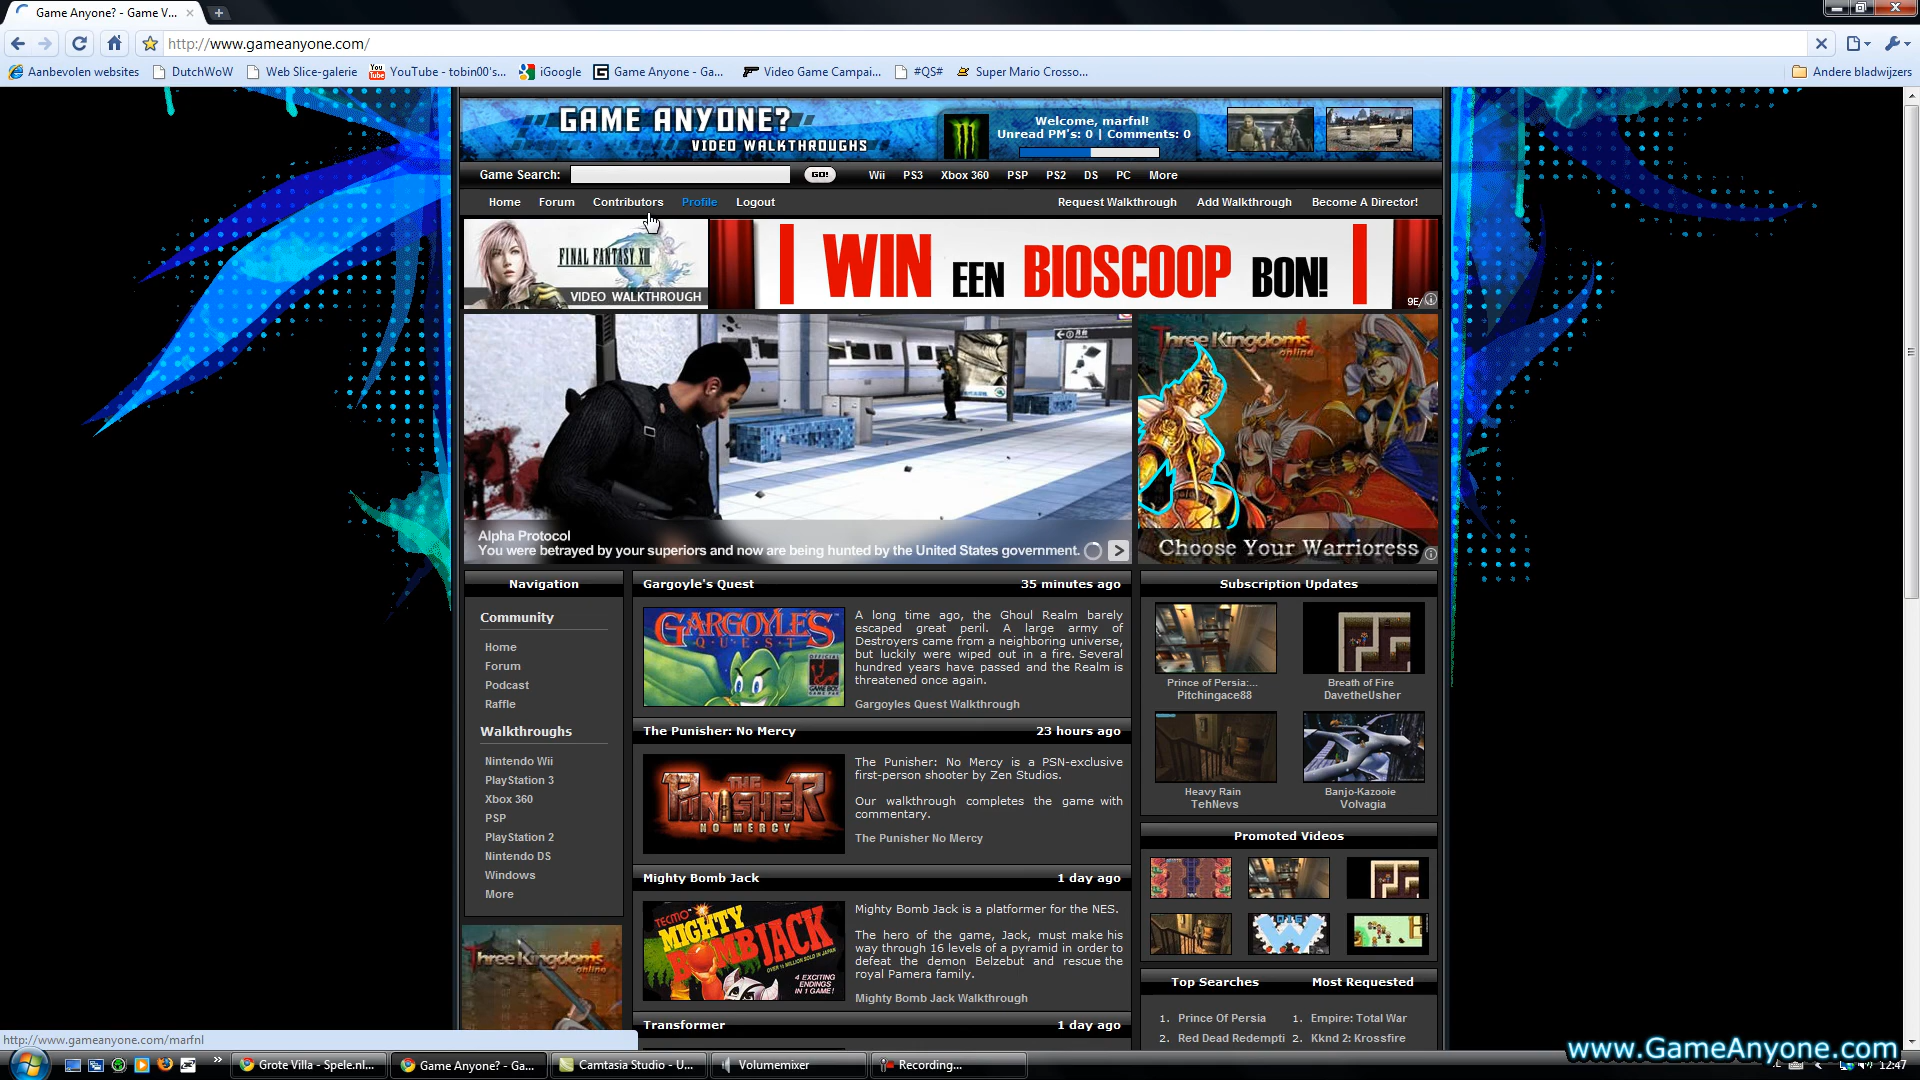 Game Anyone? - Game V...
http://www.gameanyone.com/
Aanbevolen websites
DutchWoW
Web Slice-galerie
YouTube - tobin00's...
iGoogle
Game Anyone - Ga...
Video Game Campai...
#QS#
Super Mario Crosso...
Andere bladwijzers
GAME ANYONE?
VIDEO WALKTHROUGHS
Welcome, marfnl!
Unread PM's: 0 | Comments: 0
Game Search:
GO!
Wii PS3 Xbox 360 PSP PS2 DS PC More
Home Forum Contributors Profile Logout
Request Walkthrough Add Walkthrough Become A Director!
FINAL FANTASY XIII
VIDEO WALKTHROUGH
WIN EEN BIOSCOOP BON!
9E/
Three Kingdoms
online
Alpha Protocol
You were betrayed by your superiors and now are being hunted by the United States government.
Choose Your Warrioress
Navigation
Community
Home
Forum
Podcast
Raffle
Walkthroughs
Nintendo Wii
PlayStation 3
Xbox 360
PSP
PlayStation 2
Nintendo DS
Windows
More
Three Kingdoms
online
Gargoyle's Quest 35 minutes ago
GARGOYLE'S
QUEST
OFFICIAL
GAME BOY
GAME PAK
A long time ago, the Ghoul Realm barely
escaped great peril. A large army of
Destroyers came from a neighboring universe,
but luckily were wiped out in a fire. Several
hundred years have passed and the Realm is
threatened once again.
Gargoyles Quest Walkthrough
The Punisher: No Mercy 23 hours ago
THE
PUNISHER
NO MERCY
The Punisher: No Mercy is a PSN-exclusive
first-person shooter by Zen Studios.
Our walkthrough completes the game with
commentary.
The Punisher No Mercy
Mighty Bomb Jack 1 day ago
TECMO
MIGHTY
BOMB JACK
4 EXCITING
ENDINGS
IN 1 GAME!
Mighty Bomb Jack is a platformer for the NES.
The hero of the game, Jack, must make his
way through 16 levels of a pyramid in order to
defeat the demon Belzebut and rescue the
royal Pamera family.
Mighty Bomb Jack Walkthrough
Transformer 1 day ago
Subscription Updates
Prince of Persia:...
Pitchingace88
Breath of Fire
DavetheUsher
Heavy Rain
TehNevs
Banjo-Kazooie
Volvagia
Promoted Videos
Top Searches Most Requested
1. Prince Of Persia 1. Empire: Total War
2. Red Dead Redempti 2. Kknd 2: Krossfire
http://www.gameanyone.com/marfnl
Grote Villa - Spele.nl...
Game Anyone? - Ga...
Camtasia Studio - U...
Volumemixer
Recording...
12:47
www.GameAnyone.com